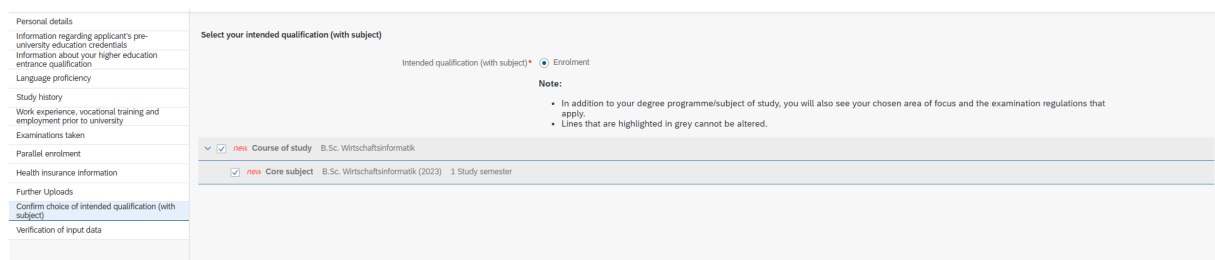 Personal details
Information regarding applicant's pre-
university education credentials
Information about your higher education
entrance qualification
Language proficiency
Study history
Work experience, vocational training and
employment prior to university
Examinations taken
Parallel enrolment
Health insurance information
Further Uploads
Confirm choice of intended qualification (with
subject)
Verification of input data
Select your intended qualification (with subject)
Intended qualification (with subject)* Enrolment
Note:
• In addition to your degree programme/subject of study, you will also see your chosen area of focus and the examination regulations that
apply.
• Lines that are highlighted in grey cannot be altered.
new Course of study B.Sc. Wirtschaftsinformatik
new Core subject B.Sc. Wirtschaftsinformatik (2023) 1 Study semester